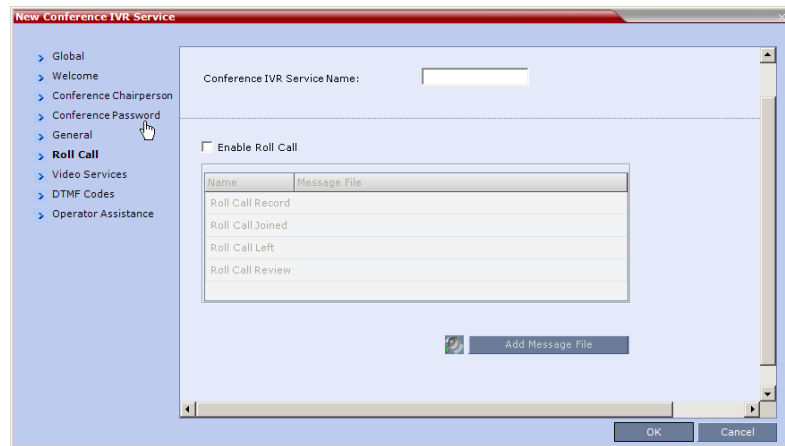 New Conference IVR Service
Global
Welcome
Conference Chairperson
Conference Password
General
Roll Call
Video Services
DTMF Codes
Operator Assistance
Conference IVR Service Name:
Enable Roll Call
Name Message File
Roll Call Record
Roll Call Joined
Roll Call Left
Roll Call Review
Add Message File
OK Cancel